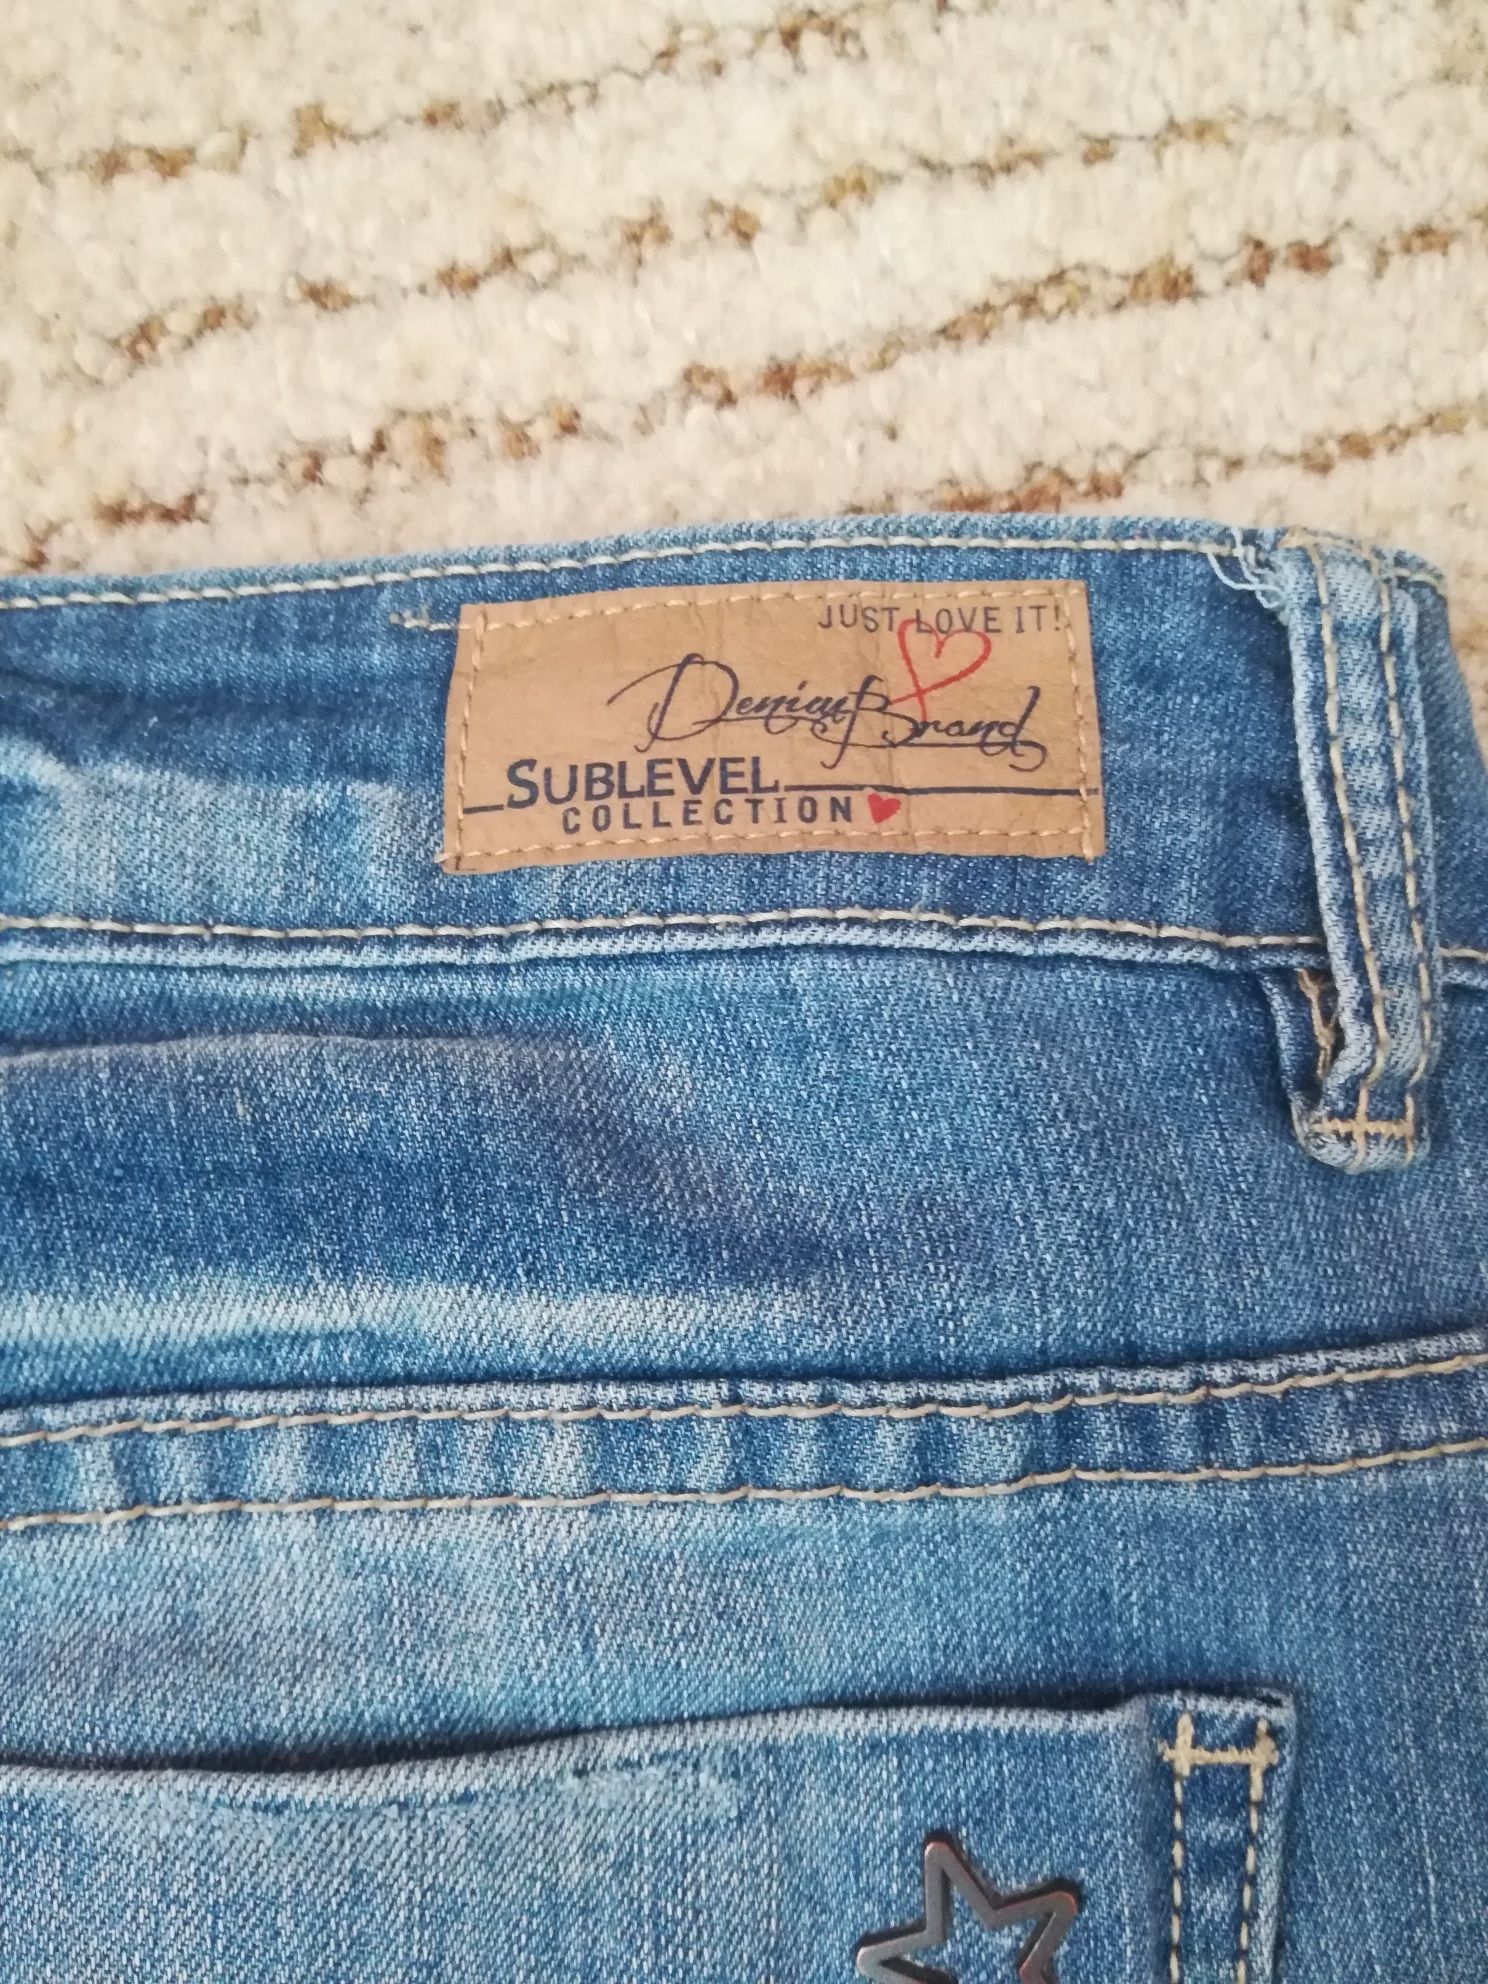 JUST LOVE IT!
Denim Brand
SUBLEVEL
COLLECTION